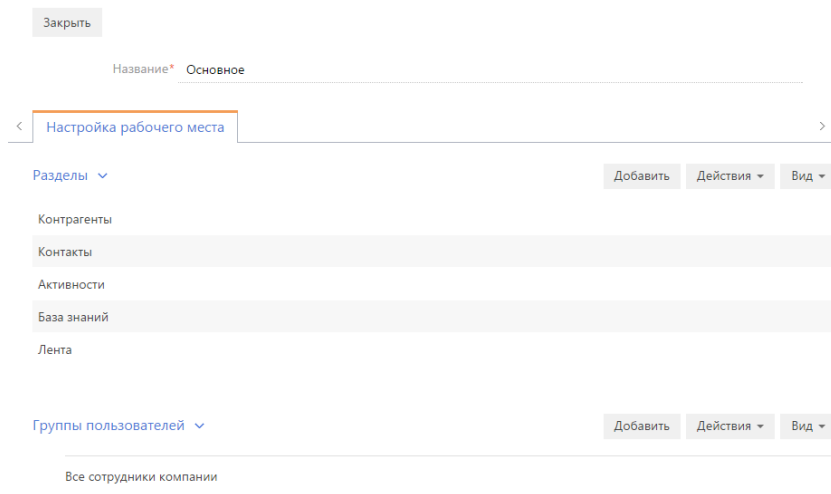 Закрыть
Название* Основное
Настройка рабочего места
Разделы Добавить Действия Вид
Контрагенты
Контакты
Активности
База знаний
Лента
Группы пользователей Добавить Действия Вид
Все сотрудники компании